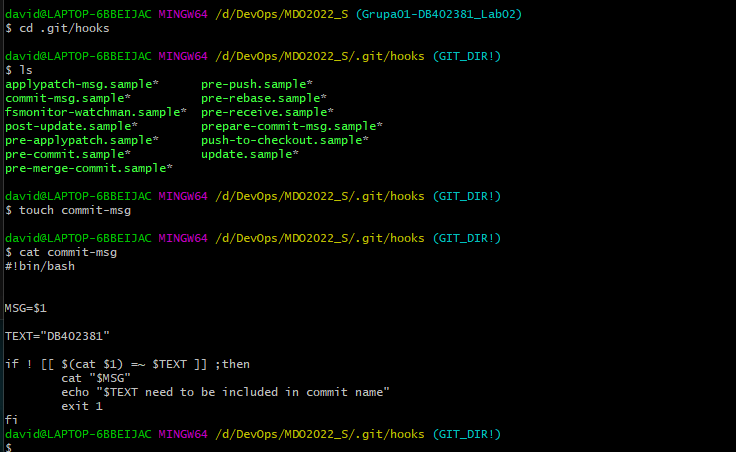 david@LAPTOP-6BBEIJAC MINGW64 /d/DevOps/MDO2022_S (Grupa01-DB402381_Lab02)
$ cd .git/hooks
david@LAPTOP-6BBEIJAC MINGW64 /d/DevOps/MDO2022_S/.git/hooks (GIT_DIR!)
$ ls
applypatch-msg.sample*      pre-push.sample*
commit-msg.sample*          pre-rebase.sample*
fsmonitor-watchman.sample*  pre-receive.sample*
post-update.sample*         prepare-commit-msg.sample*
pre-applypatch.sample*      push-to-checkout.sample*
pre-commit.sample*          update.sample*
pre-merge-commit.sample*
david@LAPTOP-6BBEIJAC MINGW64 /d/DevOps/MDO2022_S/.git/hooks (GIT_DIR!)
$ touch commit-msg
david@LAPTOP-6BBEIJAC MINGW64 /d/DevOps/MDO2022_S/.git/hooks (GIT_DIR!)
$ cat commit-msg
#!bin/bash
MSG=$1
TEXT="DB402381"
if ! [[ $(cat $1) =~ $TEXT ]] ;then
        cat "$MSG"
        echo "$TEXT need to be included in commit name"
        exit 1
fi
david@LAPTOP-6BBEIJAC MINGW64 /d/DevOps/MDO2022_S/.git/hooks (GIT_DIR!)
$